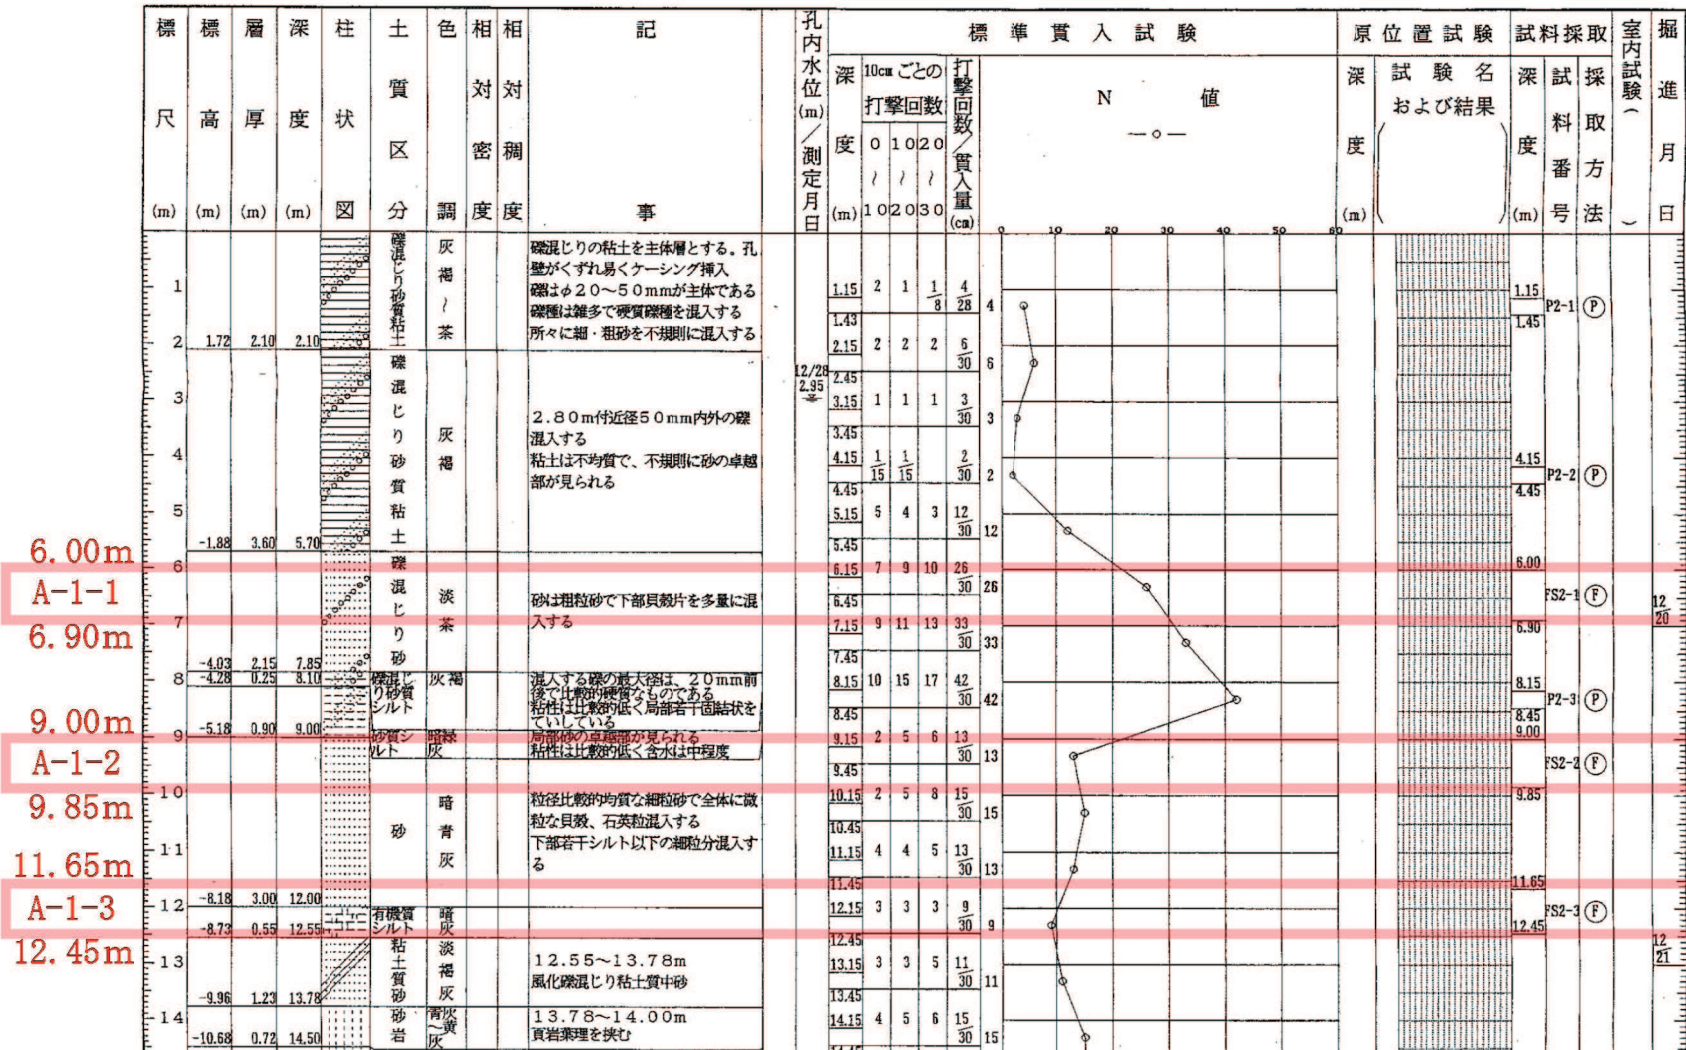 標尺(m)
標高(m)
層厚(m)
深度(m)
柱状図
土質区分
色調
相対密度
相対稠度
記事
孔内水位(m)/測定月日
標準貫入試験
深度(m)
10cmごとの打撃回数
0~10
10~20
20~30
打撃回数/貫入量(cm)
N値
0 10 20 30 40 50 60
原位置試験
深度(m)
試験名および結果
試料採取
深度(m)
試料番号
採取方法
室内試験()
掘進月日
1
2 1.72 2.10 2.10
礫混じり砂質粘土
灰褐~茶
礫混じりの粘土を主体層とする。孔
壁がくずれ易くケーシング挿入
礫はφ20~50mmが主体である
礫種は雑多で硬質礫種を混入する
所々に細・粗砂を不規則に混入する
1.15 2 1 1/8 4/28 4
1.43
2.15 2 2 2 6/30 6
2.45
12/28
2.95
1.15
P2-1 P
1.45
3
4
5
-1.88 3.60 5.70
礫混じり砂質粘土
灰褐
2.80m付近径50mm内外の礫
混入する
粘土は不均質で、不規則に砂の卓越
部が見られる
3.15 1 1 1 3/30 3
3.45
4.15 1/15 1/15 2/30 2
4.45
5.15 5 4 3 12/30 12
5.45
4.15
P2-2 P
4.45
6.00m
A-1-1
6.90m
6
7
-4.03 2.15 7.85
礫混じり砂
淡茶
砂は粗粒砂で下部貝殻片を多量に混
入する
6.15 7 9 10 26/30 26
6.45
7.15 9 11 13 33/30 33
7.45
6.00
FS2-1 F
6.90
12/20
8 -4.28 0.25 8.10
礫混じり砂質シルト
灰褐
混入する礫の最大径は、20mm前
後で比較的硬質なものである
粘性は比較的低く局部若干固結状を
ていしている
8.15 10 15 17 42/30 42
8.45
8.15
P2-3 P
8.45
9.00m
A-1-2
9.85m
9 -5.18 0.90 9.00
砂質シルト
暗緑灰
局部砂の卓越部が見られる
粘性は比較的低く含水は中程度
9.15 2 5 6 13/30 13
9.45
9.00
FS2-2 F
9.85
10
11
砂
暗青灰
粒径比較的均質な細粒砂で全体に微
粒な貝殻、石英粒混入する
下部若干シルト以下の細粒分混入す
る
10.15 2 5 8 15/30 15
10.45
11.15 4 4 5 13/30 13
11.45
11.65m
A-1-3
12.45m
12 -8.18 3.00 12.00
-8.73 0.55 12.55
有機質シルト
暗灰
12.15 3 3 3 9/30 9
12.45
11.65
FS2-3 F
12.45
12/21
13
-9.96 1.23 13.78
粘土質砂
淡褐灰
12.55~13.78m
風化礫混じり粘土質中砂
13.15 3 3 5 11/30 11
13.45
14
-10.68 0.72 14.50
砂岩
青灰~黄灰
13.78~14.00m
頁岩葉理を挟む
14.15 4 5 6 15/30 15